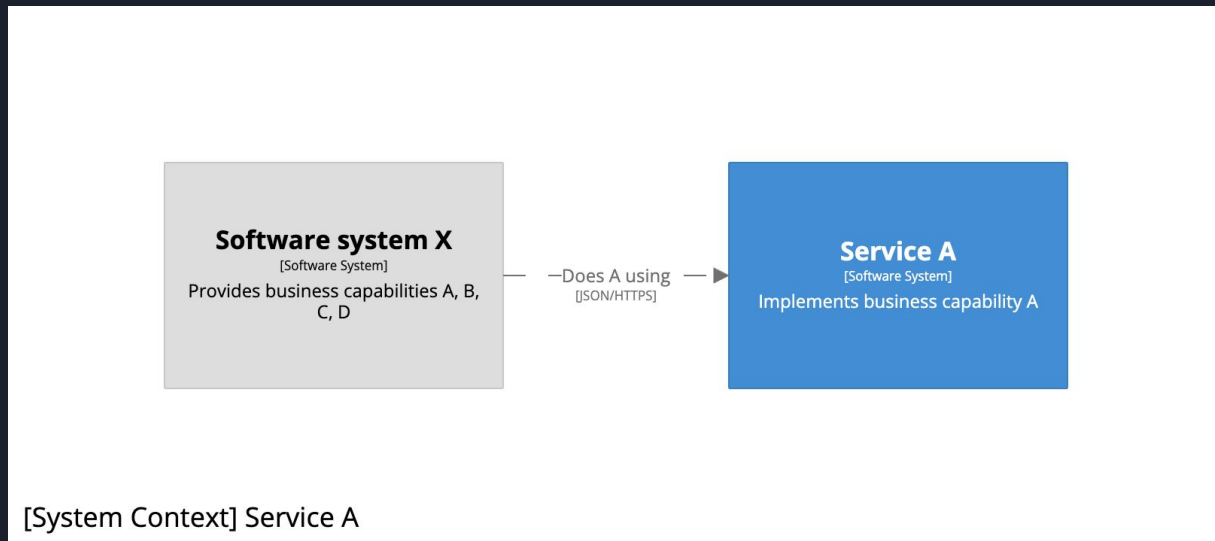 Software system X
[Software System]
Provides business capabilities A, B,
C, D
Does A using
[JSON/HTTPS]
Service A
[Software System]
Implements business capability A
[System Context] Service A